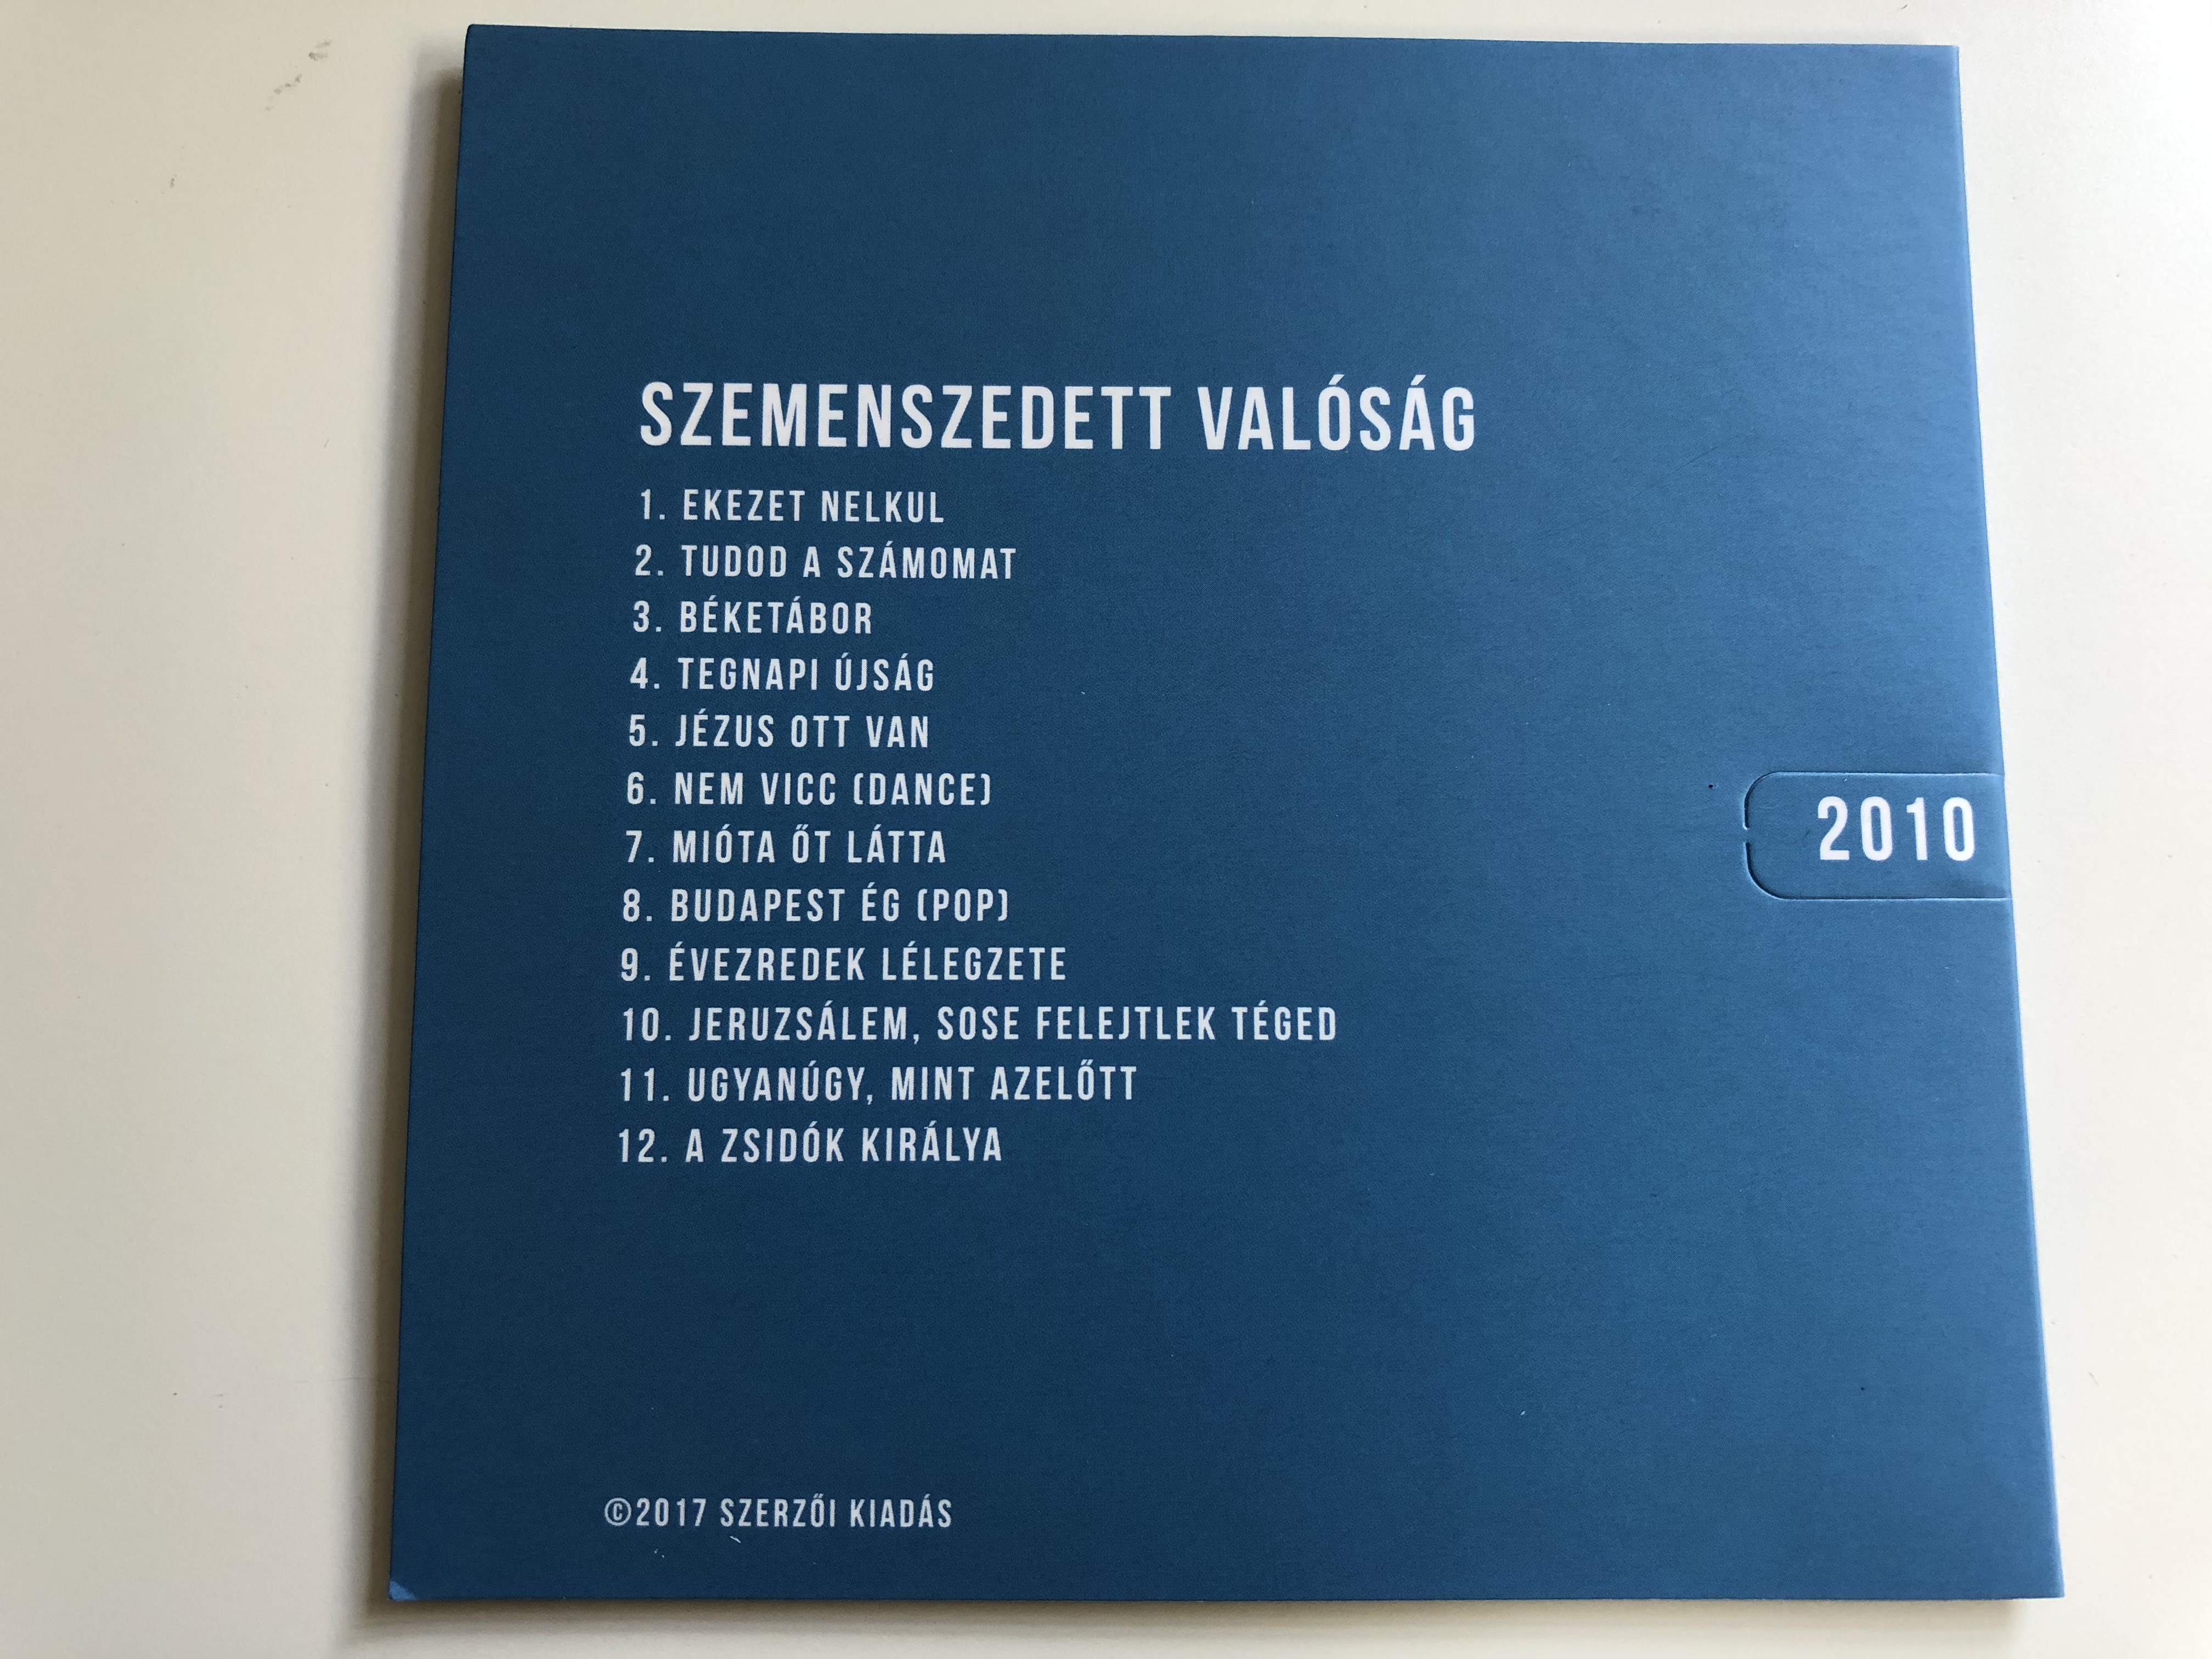 SZEMENSZEDETT VALÓSÁG
1. EKEZET NELKUL
2. TUDOD A SZÁMOMAT
3. BÉKETÁBOR
4. TEGNAPI ÚJSÁG
5. JÉZUS OTT VAN
6. NEM VICC (DANCE)
7. MIÓTA ŐT LÁTTA
8. BUDAPEST ÉG (POP)
9. ÉVEZREDEK LÉLEGZETE
10. JERUZSÁLEM, SOSE FELEJTLEK TÉGED
11. UGYANÚGY, MINT AZELŐTT
12. A ZSIDÓK KIRÁLYA
2010
©2017 SZERZŐI KIADÁS